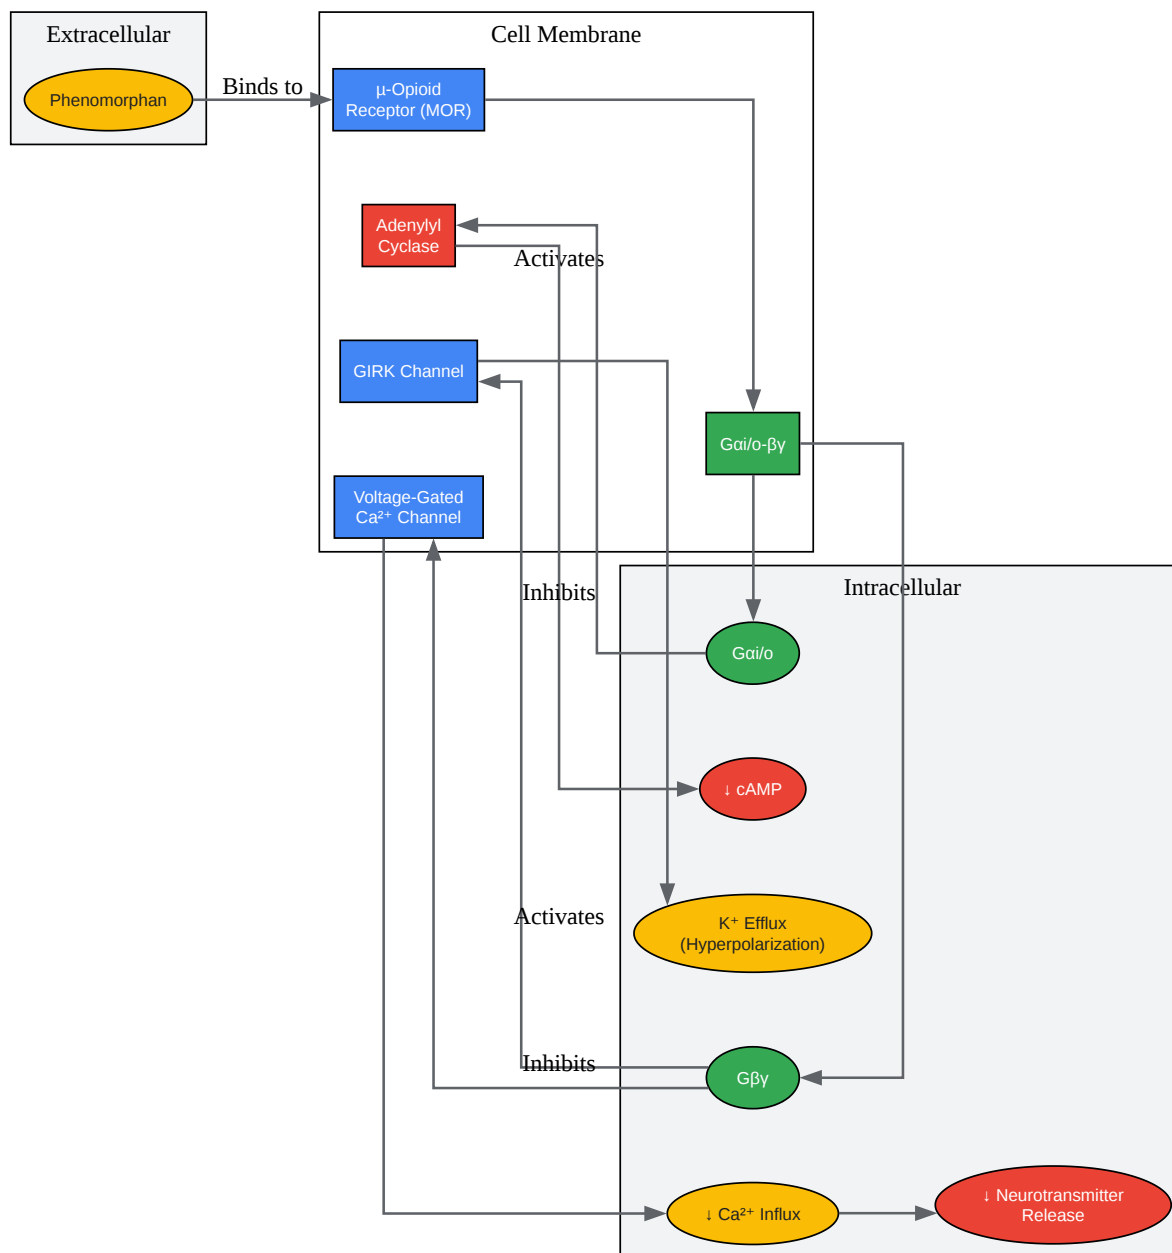 Extracellular
Cell Membrane
Phenomorphan
Binds to
µ-Opioid
Receptor (MOR)
Adenylyl
Cyclase
Activates
GIRK Channel
Gαi/o-βγ
Voltage-Gated
Ca²⁺ Channel
Inhibits
Intracellular
Gαi/o
↓ cAMP
Activates
K⁺ Efflux
(Hyperpolarization)
Inhibits
Gβγ
↓ Ca²⁺ Influx
↓ Neurotransmitter
Release